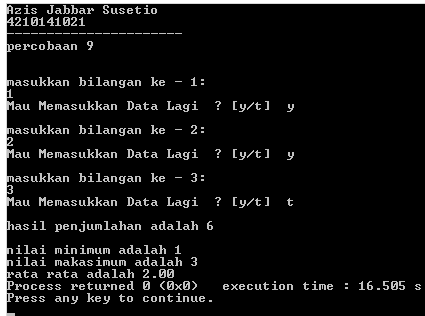 Azis Jabbar Susetio
4210141021
-----------------------
percobaan 9
masukkan bilangan ke - 1:
1
Mau Memasukkan Data Lagi ? [y/t] y
masukkan bilangan ke - 2:
2
Mau Memasukkan Data Lagi ? [y/t] y
masukkan bilangan ke - 3:
3
Mau Memasukkan Data Lagi ? [y/t] t
hasil penjumlahan adalah 6
nilai minimum adalah 1
nilai makasimum adalah 3
rata rata adalah 2.00
Process returned 0 (0x0) execution time : 16.505 s
Press any key to continue.